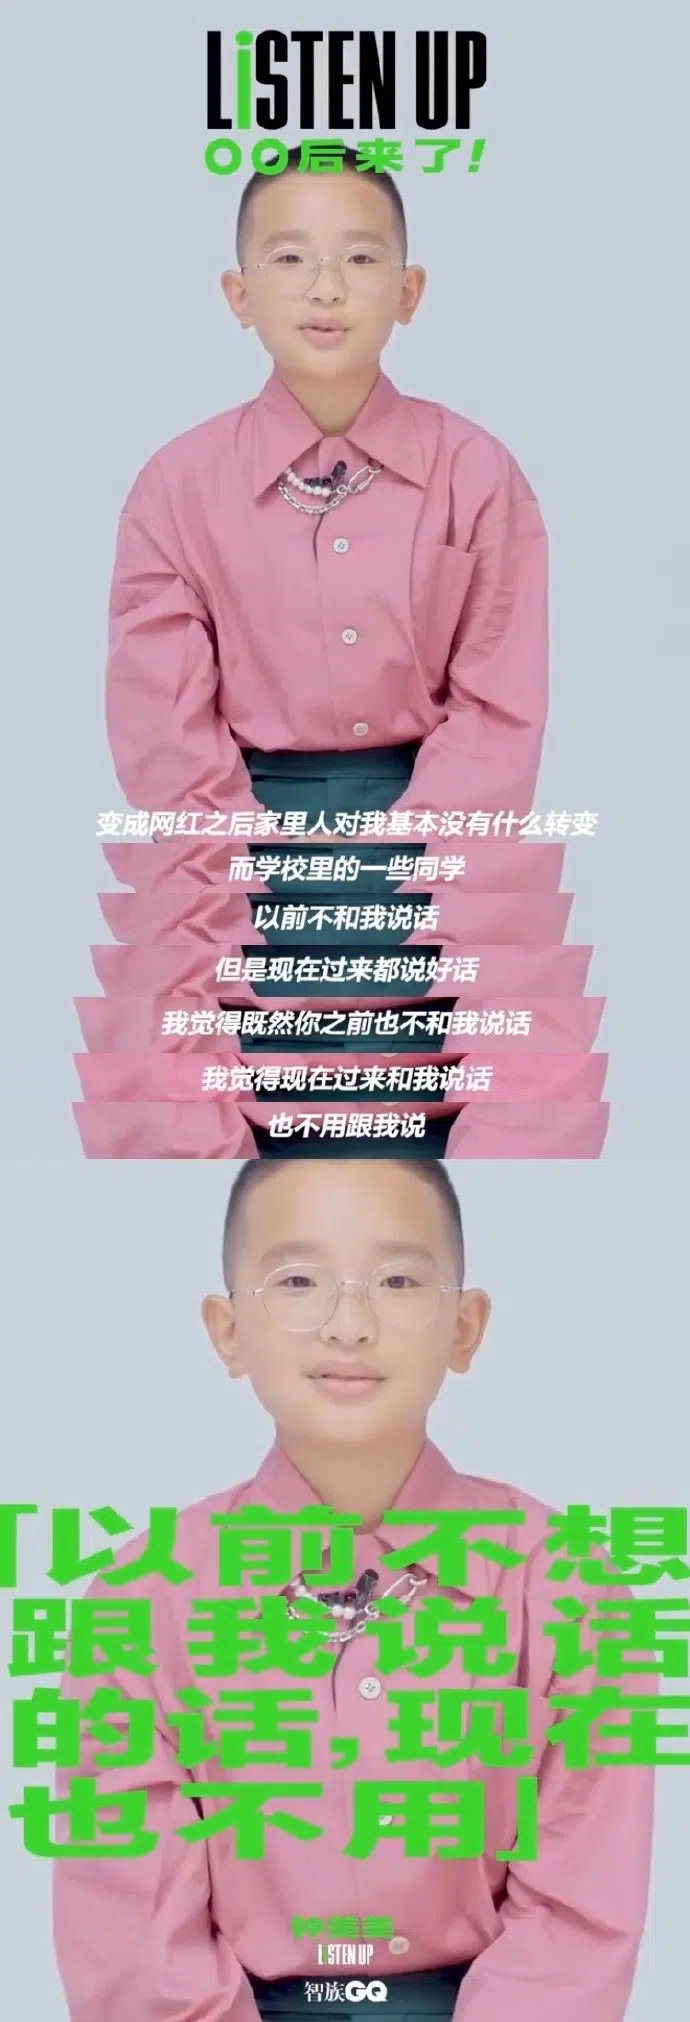 LiSTEN UP
00后来了!
变成网红之后家里人对我基本没有什么转变
而学校里的一些同学
以前不和我说话
但是现在过来都说好话
我觉得既然你之前也不和我说话
我觉得现在过来和我说话
也不用跟我说
「以前不想
跟我说话
的话,现在
也不用」
钟美美
LiSTEN UP
智族GQ